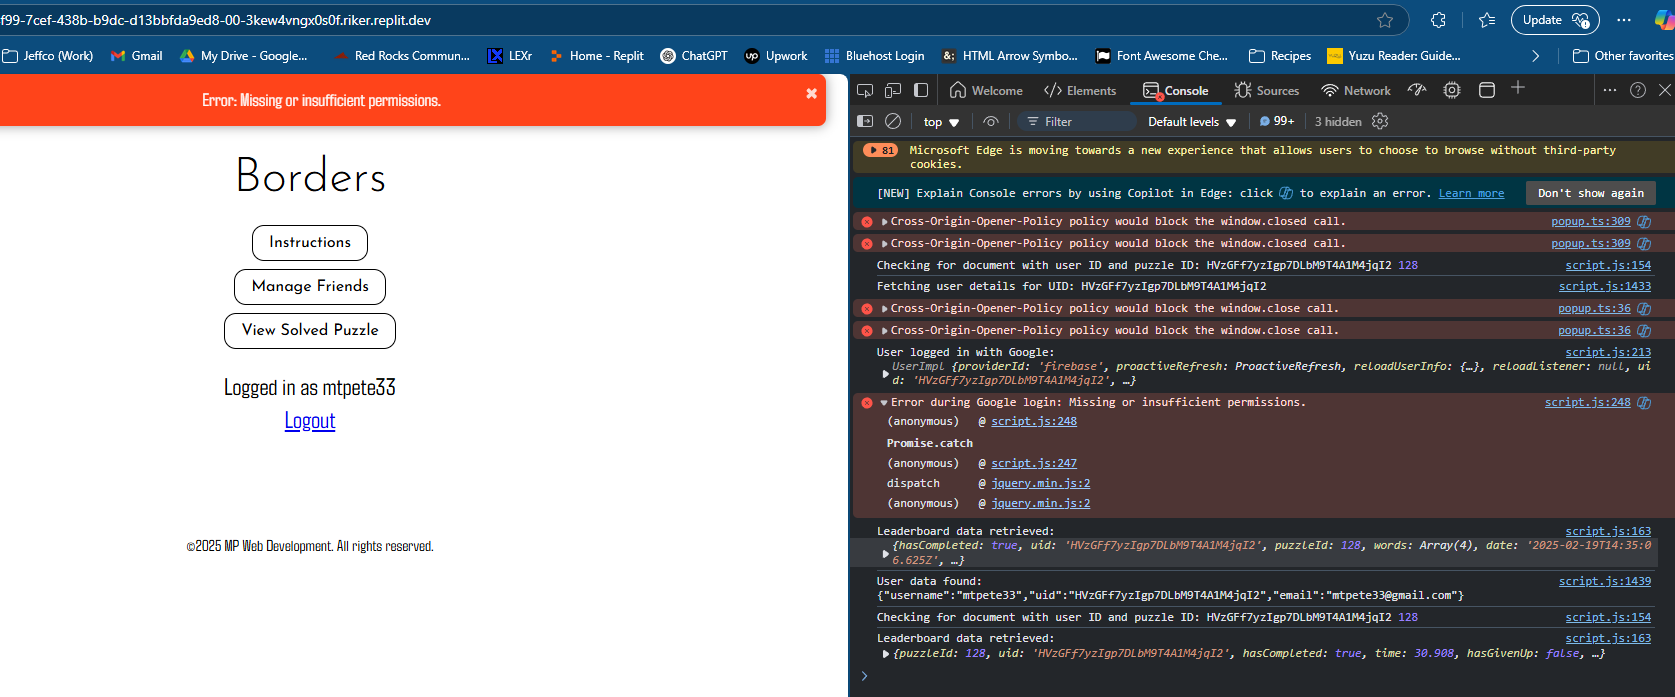 f99-7cef-438b-b9dc-d13bbfda9ed8-00-3kew4vngx0s0f.riker.replit.dev
Update
Jeffco (Work) Gmail My Drive - Google... Red Rocks Commun... LEXr Home - Replit ChatGPT up Upwork Bluehost Login &; HTML Arrow Symbo... Font Awesome Che... Recipes Yuzu Reader: Guide... Other favorites
Error: Missing or insufficient permissions.
Borders
Instructions
Manage Friends
View Solved Puzzle
Logged in as mtpete33
Logout
©2025 MP Web Development. All rights reserved.
Welcome </> Elements Console Sources Network
top Filter Default levels 99+ 3 hidden
81 Microsoft Edge is moving towards a new experience that allows users to choose to browse without third-party
cookies.
[NEW] Explain Console errors by using Copilot in Edge: click to explain an error. Learn more Don't show again
Cross-Origin-Opener-Policy policy would block the window.closed call. popup.ts:309
Cross-Origin-Opener-Policy policy would block the window.closed call. popup.ts:309
Checking for document with user ID and puzzle ID: HVzGFf7yzIgp7DLbM9T4A1M4jqI2 128 script.js:154
Fetching user details for UID: HVzGFf7yzIgp7DLbM9T4A1M4jqI2 script.js:1433
Cross-Origin-Opener-Policy policy would block the window.close call. popup.ts:36
Cross-Origin-Opener-Policy policy would block the window.close call. popup.ts:36
User logged in with Google: script.js:213
UserImpl {providerId: 'firebase', proactiveRefresh: ProactiveRefresh, reloadUserInfo: {…}, reloadListener: null, ui
d: 'HVzGFf7yzIgp7DLbM9T4A1M4jqI2', …}
Error during Google login: Missing or insufficient permissions. script.js:248
(anonymous) @ script.js:248
Promise.catch
(anonymous) @ script.js:247
dispatch @ jquery.min.js:2
(anonymous) @ jquery.min.js:2
Leaderboard data retrieved: script.js:163
{hasCompleted: true, uid: 'HVzGFf7yzIgp7DLbM9T4A1M4jqI2', puzzleId: 128, words: Array(4), date: '2025-02-19T14:35:0
6.625Z', …}
User data found: script.js:1439
{"username":"mtpete33","uid":"HVzGFf7yzIgp7DLbM9T4A1M4jqI2","email":"mtpete33@gmail.com"}
Checking for document with user ID and puzzle ID: HVzGFf7yzIgp7DLbM9T4A1M4jqI2 128 script.js:154
Leaderboard data retrieved: script.js:163
{puzzleId: 128, uid: 'HVzGFf7yzIgp7DLbM9T4A1M4jqI2', hasCompleted: true, time: 30.908, hasGivenUp: false, …}